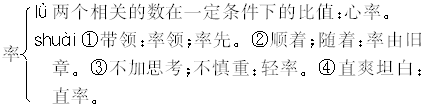 率
lǜ 两个相关的数在一定条件下的比值:心率。
shuài ①带领:率领;率先。②顺着;随着:率由旧
章。③不加思考;不慎重:轻率。④直爽坦白:
直率。